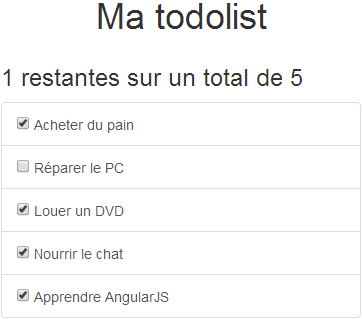 Ma todolist
1 restantes sur un total de 5
Acheter du pain
Réparer le PC
Louer un DVD
Nourrir le chat
Apprendre AngularJS